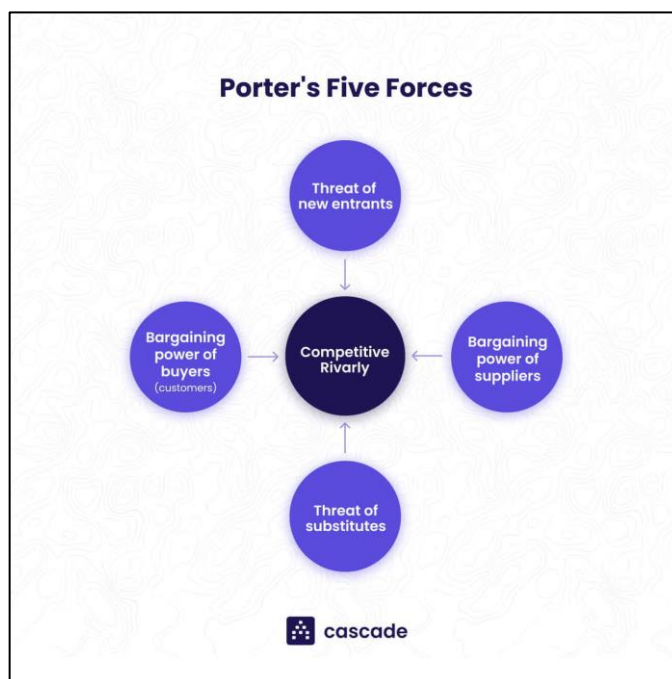 Porter's Five Forces
Threat of
new entrants
Bargaining
power of
buyers
(customers)
Competitive
Rivarly
Bargaining
power of
suppliers
Threat of
substitutes
cascade